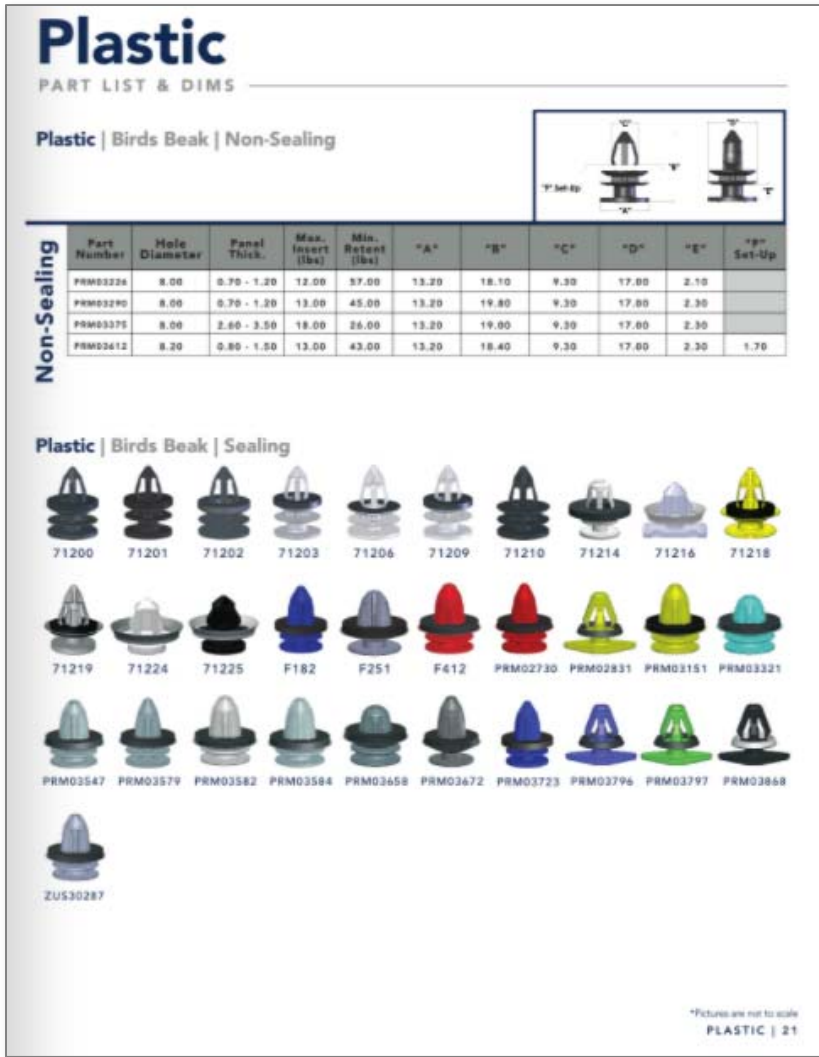 Plastic
PART LIST & DIMS
Plastic | Birds Beak | Non-Sealing
"C"
"D"
"B"
"P" Set-Up
"E"
"A"
Non-Sealing
Part Number Hole Diameter Panel Thick. Max. Insert (lbs) Min. Retent (lbs) "A" "B" "C" "D" "E" "P" Set-Up
PRM03226 8.00 0.70 - 1.20 12.00 57.00 13.20 18.10 9.30 17.00 2.10
PRM03290 8.00 0.70 - 1.20 13.00 45.00 13.20 19.80 9.30 17.00 2.30
PRM03375 8.00 2.60 - 3.50 18.00 26.00 13.20 19.00 9.30 17.00 2.30
PRM03612 8.20 0.80 - 1.50 13.00 43.00 13.20 18.40 9.30 17.00 2.30 1.70
Plastic | Birds Beak | Sealing
71200 71201 71202 71203 71206 71209 71210 71214 71216 71218
71219 71224 71225 F182 F251 F412 PRM02730 PRM02831 PRM03151 PRM03321
PRM03547 PRM03579 PRM03582 PRM03584 PRM03658 PRM03672 PRM03723 PRM03796 PRM03797 PRM03868
ZUS30287
*Pictures are not to scale
PLASTIC | 21